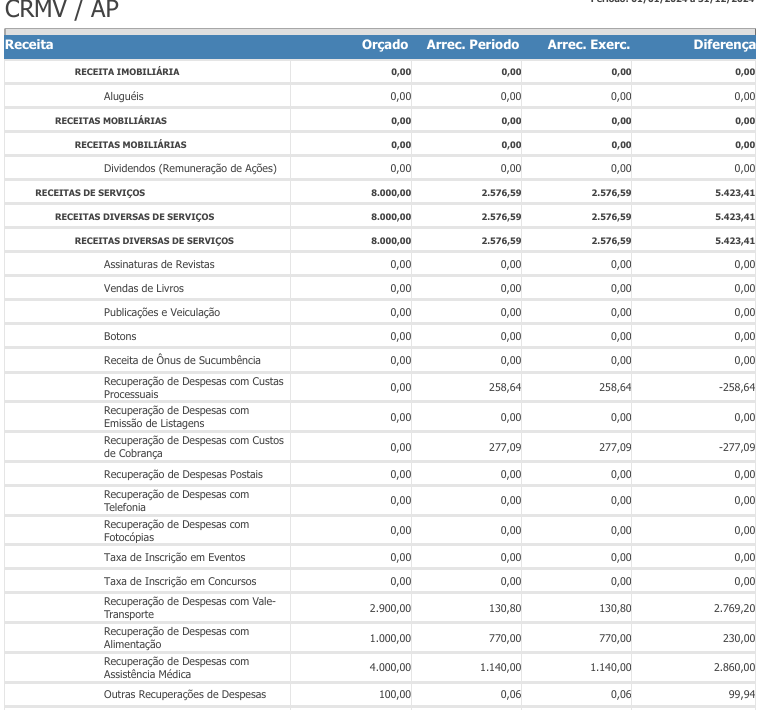 CRMV / AP
Período: 01/01/2024 a 31/12/2024
Receita Orçado Arrec. Periodo Arrec. Exerc. Diferença
RECEITA IMOBILIÁRIA 0,00 0,00 0,00 0,00
Aluguéis 0,00 0,00 0,00 0,00
RECEITAS MOBILIÁRIAS 0,00 0,00 0,00 0,00
RECEITAS MOBILIÁRIAS 0,00 0,00 0,00 0,00
Dividendos (Remuneração de Ações) 0,00 0,00 0,00 0,00
RECEITAS DE SERVIÇOS 8.000,00 2.576,59 2.576,59 5.423,41
RECEITAS DIVERSAS DE SERVIÇOS 8.000,00 2.576,59 2.576,59 5.423,41
RECEITAS DIVERSAS DE SERVIÇOS 8.000,00 2.576,59 2.576,59 5.423,41
Assinaturas de Revistas 0,00 0,00 0,00 0,00
Vendas de Livros 0,00 0,00 0,00 0,00
Publicações e Veiculação 0,00 0,00 0,00 0,00
Botons 0,00 0,00 0,00 0,00
Receita de Ônus de Sucumbência 0,00 0,00 0,00 0,00
Recuperação de Despesas com Custas
Processuais 0,00 258,64 258,64 -258,64
Recuperação de Despesas com
Emissão de Listagens 0,00 0,00 0,00 0,00
Recuperação de Despesas com Custos
de Cobrança 0,00 277,09 277,09 -277,09
Recuperação de Despesas Postais 0,00 0,00 0,00 0,00
Recuperação de Despesas com
Telefonia 0,00 0,00 0,00 0,00
Recuperação de Despesas com
Fotocópias 0,00 0,00 0,00 0,00
Taxa de Inscrição em Eventos 0,00 0,00 0,00 0,00
Taxa de Inscrição em Concursos 0,00 0,00 0,00 0,00
Recuperação de Despesas com Vale-
Transporte 2.900,00 130,80 130,80 2.769,20
Recuperação de Despesas com
Alimentação 1.000,00 770,00 770,00 230,00
Recuperação de Despesas com
Assistência Médica 4.000,00 1.140,00 1.140,00 2.860,00
Outras Recuperações de Despesas 100,00 0,06 0,06 99,94